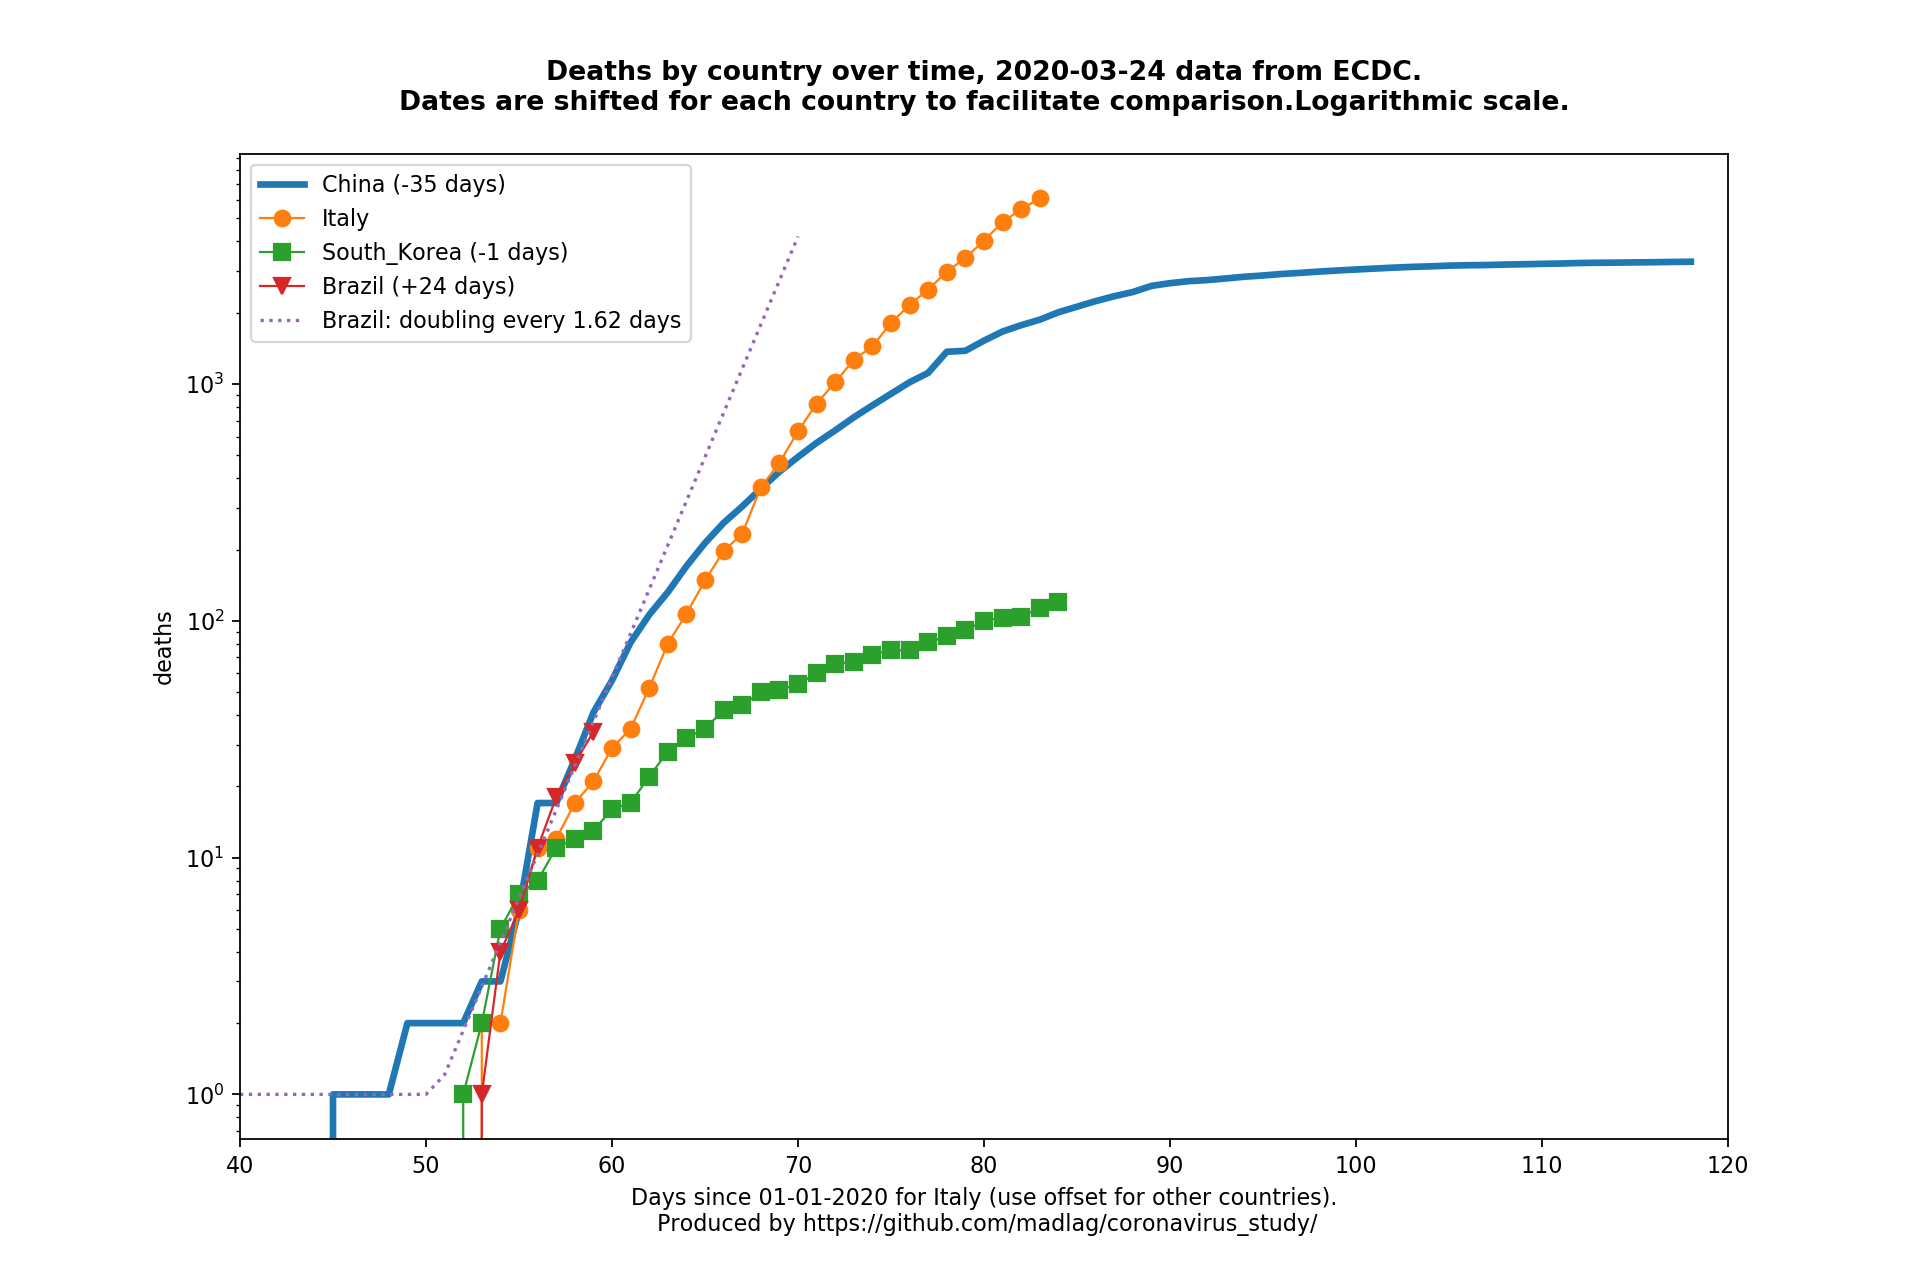 Deaths by country over time, 2020-03-24 data from ECDC.
Dates are shifted for each country to facilitate comparison.Logarithmic scale.
China (-35 days)
Italy
South_Korea (-1 days)
Brazil (+24 days)
Brazil: doubling every 1.62 days
10³
10²
10¹
10⁰
deaths
40 50 60 70 80 90 100 110 120
Days since 01-01-2020 for Italy (use offset for other countries).
Produced by https://github.com/madlag/coronavirus_study/